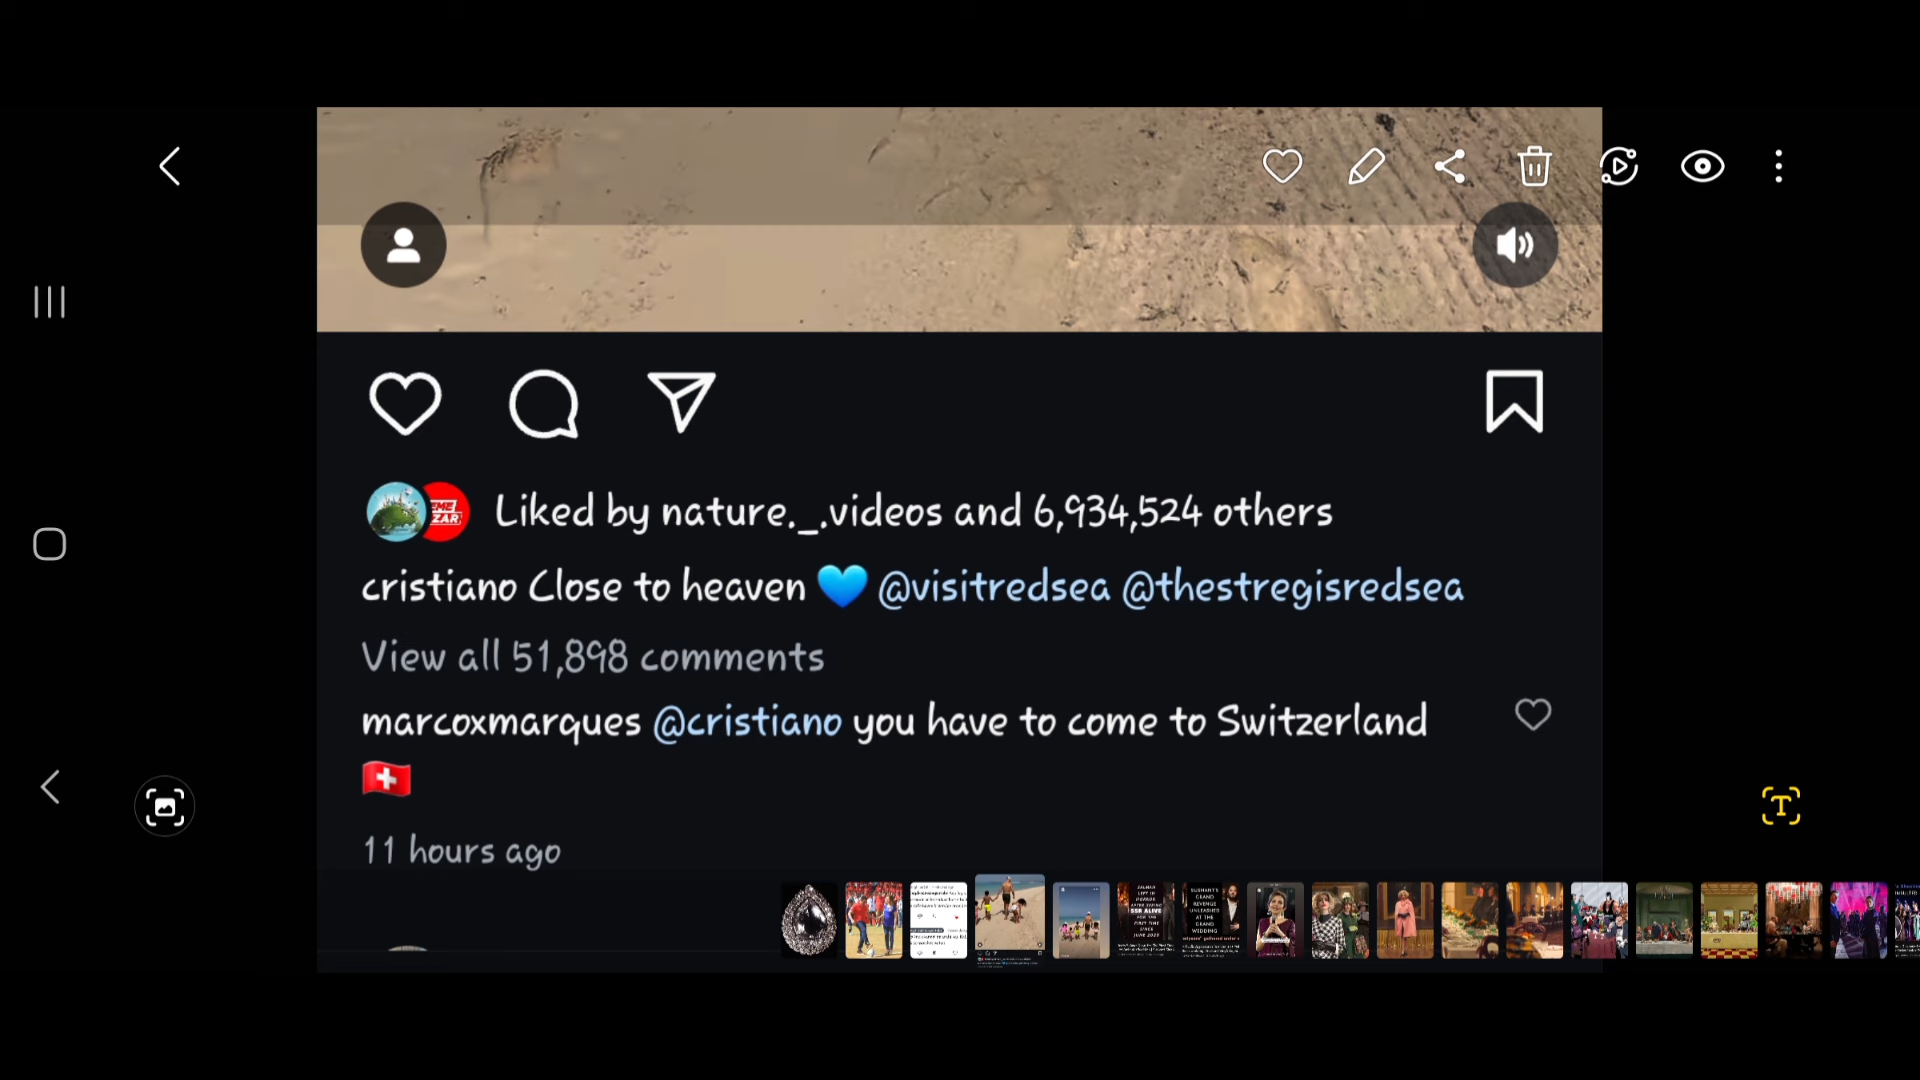 Liked by nature._.videos and 6,934,524 others
cristiano Close to heaven 💙 @visitredsea @thestregisredsea
View all 51,898 comments
marcoxmarques @cristiano you have to come to Switzerland
🇨🇭
11 hours ago